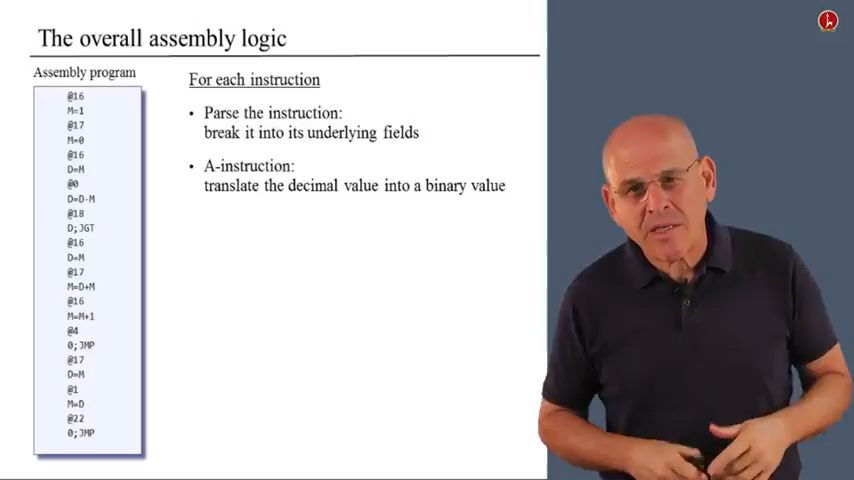 The overall assembly logic
Assembly program
@16
M=1
@17
M=0
@16
D=M
@0
D=D-M
@18
D;JGT
@16
D=M
@17
M=D+M
@16
M=M+1
@4
0;JMP
@17
D=M
@1
M=D
@22
0;JMP
For each instruction
• Parse the instruction:
break it into its underlying fields
• A-instruction:
translate the decimal value into a binary value